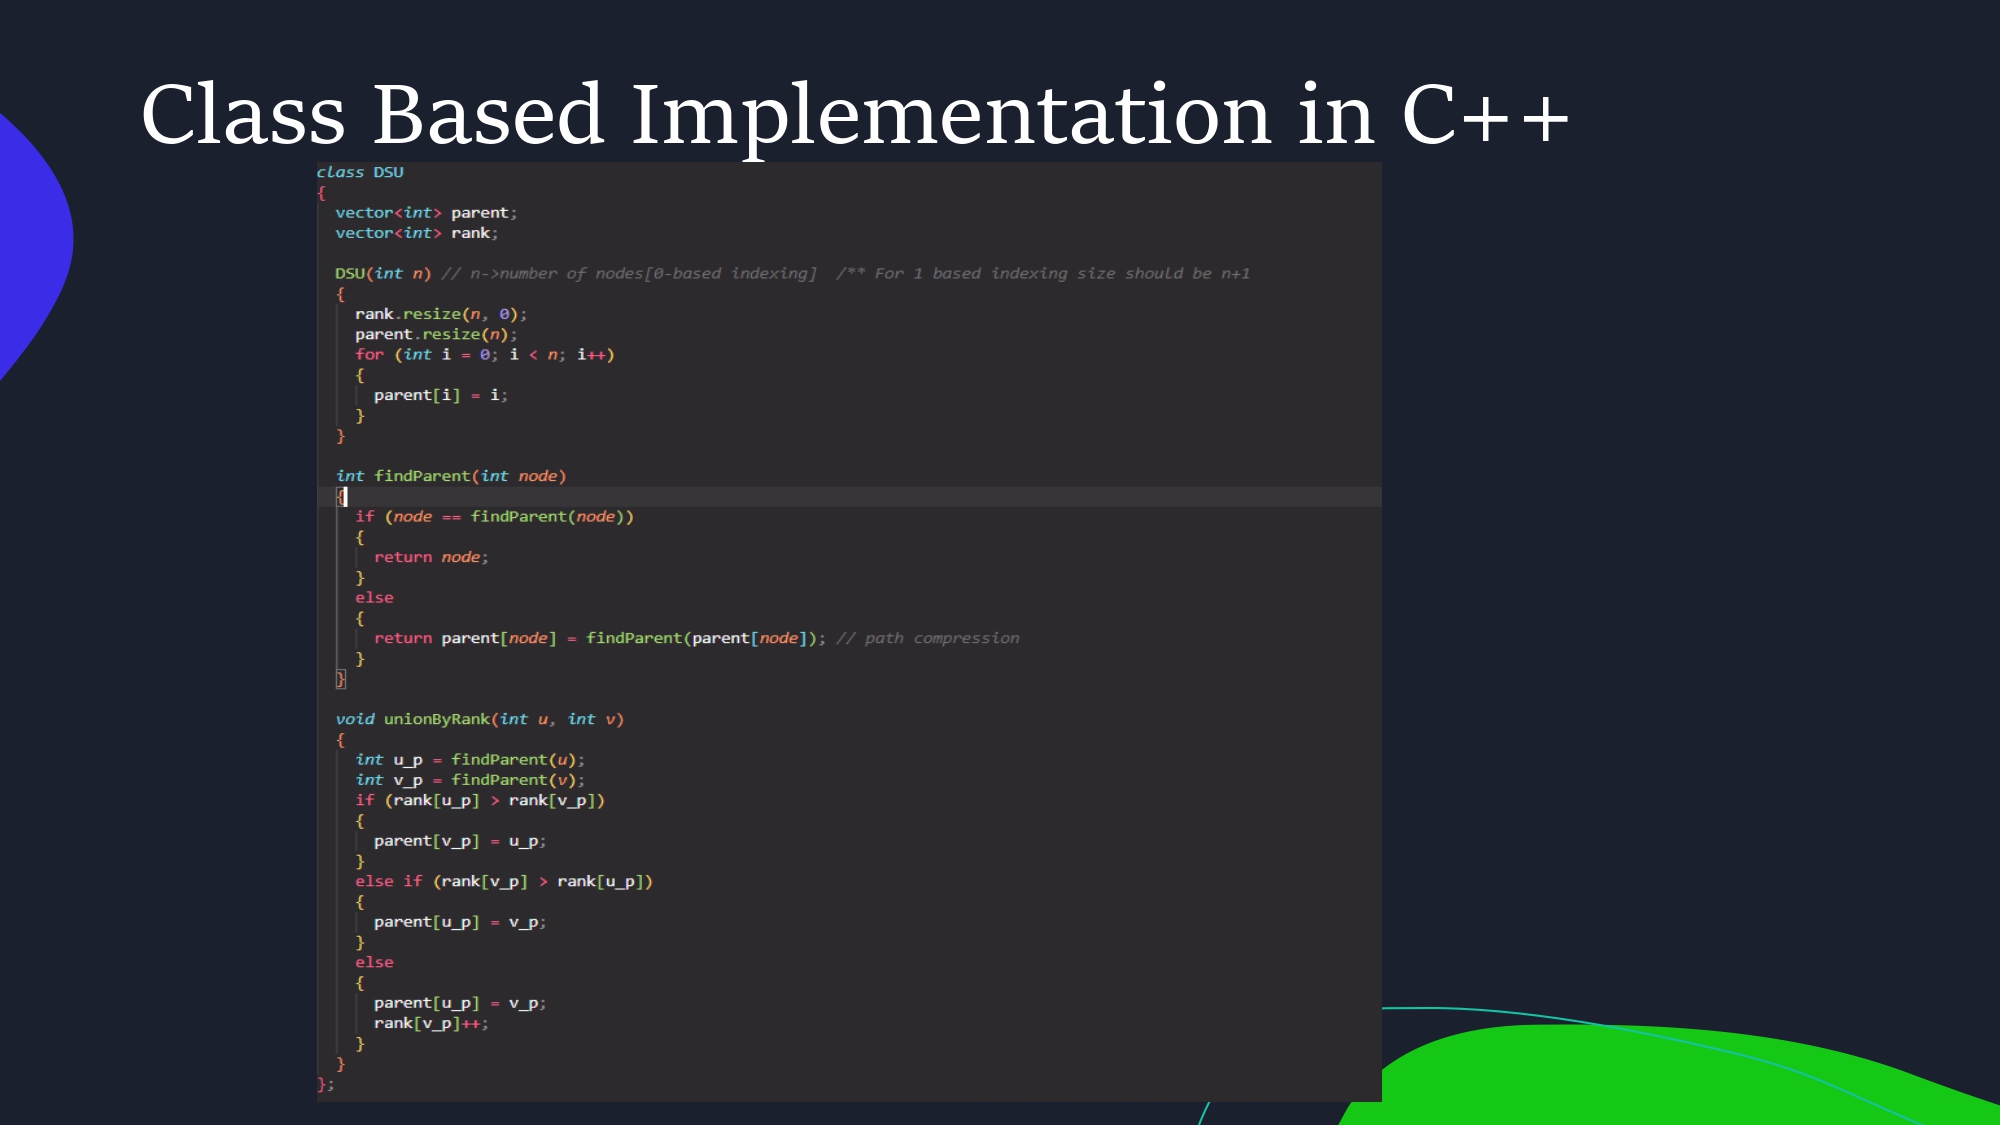 Class Based Implementation in C++
class DSU
{
vector<int> parent;
vector<int> rank;
DSU(int n) // n->number of nodes[0-based indexing]  /** For 1 based indexing size should be n+1
{
rank.resize(n, 0);
parent.resize(n);
for (int i = 0; i < n; i++)
{
parent[i] = i;
}
}
int findParent(int node)
{
if (node == findParent(node))
{
return node;
}
else
{
return parent[node] = findParent(parent[node]); // path compression
}
}
void unionByRank(int u, int v)
{
int u_p = findParent(u);
int v_p = findParent(v);
if (rank[u_p] > rank[v_p])
{
parent[v_p] = u_p;
}
else if (rank[v_p] > rank[u_p])
{
parent[u_p] = v_p;
}
else
{
parent[u_p] = v_p;
rank[v_p]++;
}
}
};